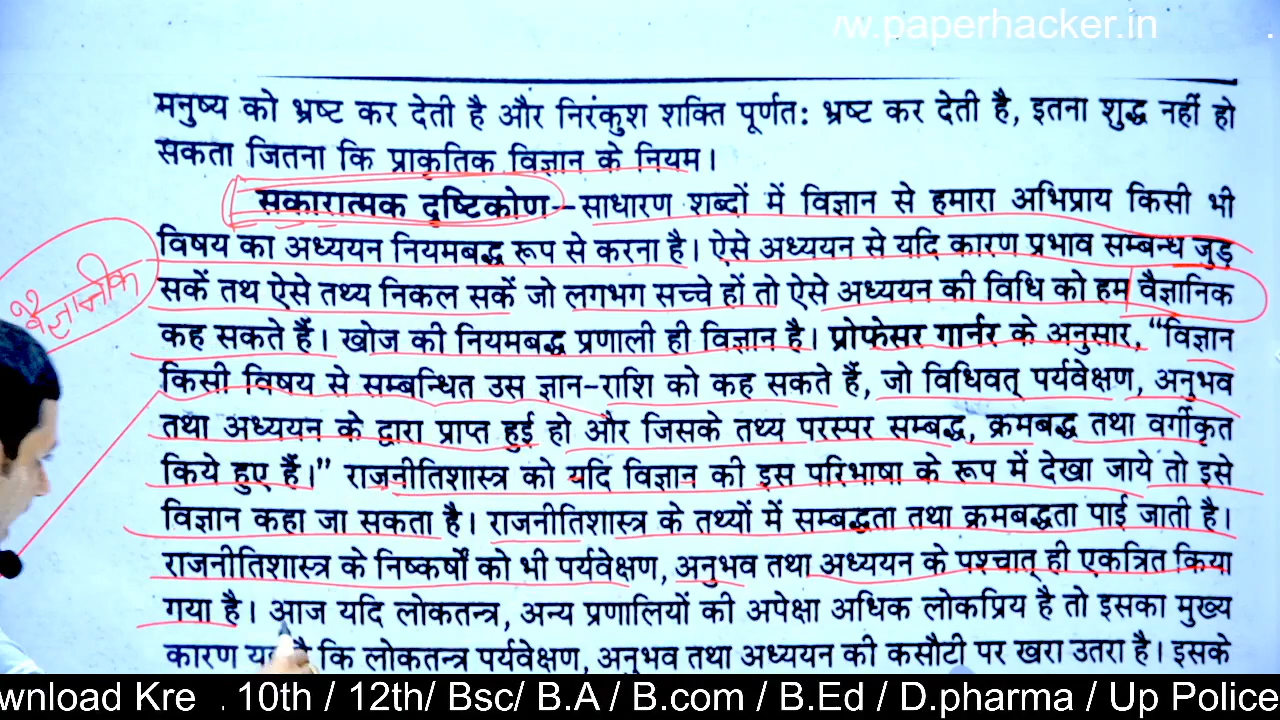 w.paperhacker.in
मनुष्य को भ्रष्ट कर देती है और निरंकुश शक्ति पूर्णतः भ्रष्ट कर देती है, इतना शुद्ध नहीं हो
सकता जितना कि प्राकृतिक विज्ञान के नियम।
सकारात्मक दृष्टिकोण–साधारण शब्दों में विज्ञान से हमारा अभिप्राय किसी भी
विषय का अध्ययन नियमबद्ध रूप से करना है। ऐसे अध्ययन से यदि कारण प्रभाव सम्बन्ध जुड़
सकें तथ ऐसे तथ्य निकल सकें जो लगभग सच्चे हों तो ऐसे अध्ययन की विधि को हम वैज्ञानिक
वैज्ञानीक
कह सकते हैं। खोज की नियमबद्ध प्रणाली ही विज्ञान है। प्रोफेसर गार्नर के अनुसार, “विज्ञान
किसी विषय से सम्बन्धित उस ज्ञान-राशि को कह सकते हैं, जो विधिवत् पर्यवेक्षण, अनुभव
तथा अध्ययन के द्वारा प्राप्त हुई हो और जिसके तथ्य परस्पर सम्बद्ध, क्रमबद्ध तथा वर्गीकृत
किये हुए हैं।” राजनीतिशास्त्र को यदि विज्ञान की इस परिभाषा के रूप में देखा जाये तो इसे
विज्ञान कहा जा सकता है। राजनीतिशास्त्र के तथ्यों में सम्बद्धता तथा क्रमबद्धता पाई जाती है।
राजनीतिशास्त्र के निष्कर्षों को भी पर्यवेक्षण, अनुभव तथा अध्ययन के पश्चात् ही एकत्रित किया
गया है। आज यदि लोकतन्त्र, अन्य प्रणालियों की अपेक्षा अधिक लोकप्रिय है तो इसका मुख्य
कारण है कि लोकतन्त्र पर्यवेक्षण, अनुभव तथा अध्ययन की कसौटी पर खरा उतरा है। इसके
wnload Kre . 10th / 12th/ Bsc/ B.A / B.com / B.Ed / D.pharma / Up Police